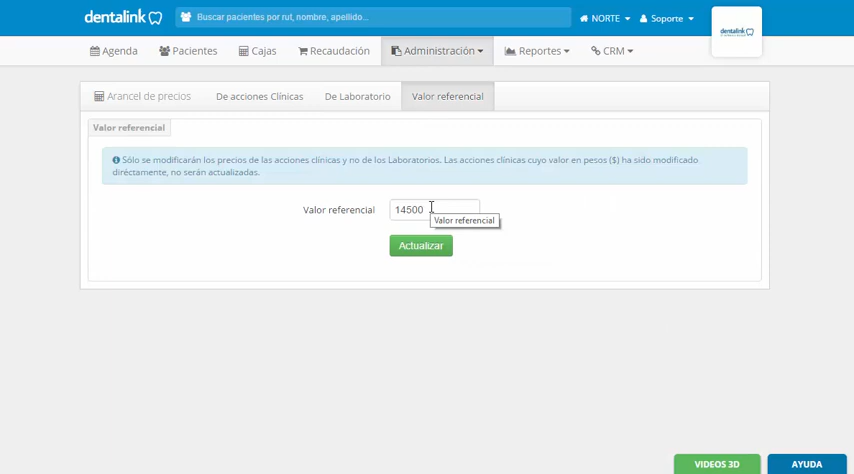 dentalink
Buscar pacientes por rut, nombre, apellido...
NORTE
Soporte
dentalink
Agenda
Pacientes
Cajas
Recaudación
Administración
Reportes
CRM
Arancel de precios
De acciones Clínicas
De Laboratorio
Valor referencial
Valor referencial
Sólo se modificarán los precios de las acciones clínicas y no de los Laboratorios. Las acciones clínicas cuyo valor en pesos ($) ha sido modificado
diréctamente, no serán actualizadas.
Valor referencial
14500
Valor referencial
Actualizar
VIDEOS 3D
AYUDA